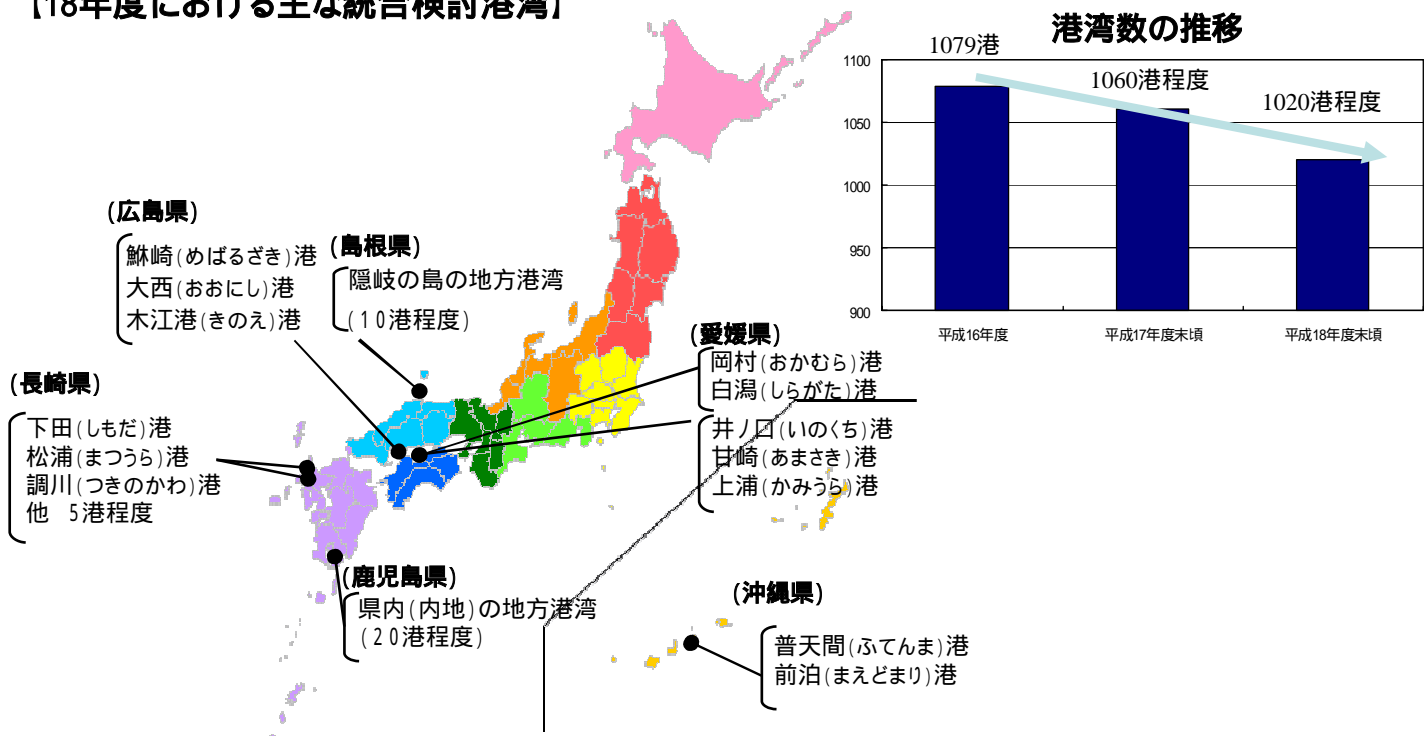 【18年度における主な統合検討港湾】
港湾数の推移
1079港
1060港程度
1020港程度
1100
1050
1000
950
900
平成16年度
平成17年度末頃
平成18年度末頃
(広島県)
鮴崎(めばるざき)港
大西(おおにし)港
木江港(きのえ)港
(島根県)
隠岐の島の地方港湾
(10港程度)
(愛媛県)
岡村(おかむら)港
白潟(しらがた)港
井ノ口(いのくち)港
甘崎(あまさき)港
上浦(かみうら)港
(長崎県)
下田(しもだ)港
松浦(まつうら)港
調川(つきのかわ)港
他 5港程度
(鹿児島県)
県内(内地)の地方港湾
(20港程度)
(沖縄県)
普天間(ふてんま)港
前泊(まえどまり)港